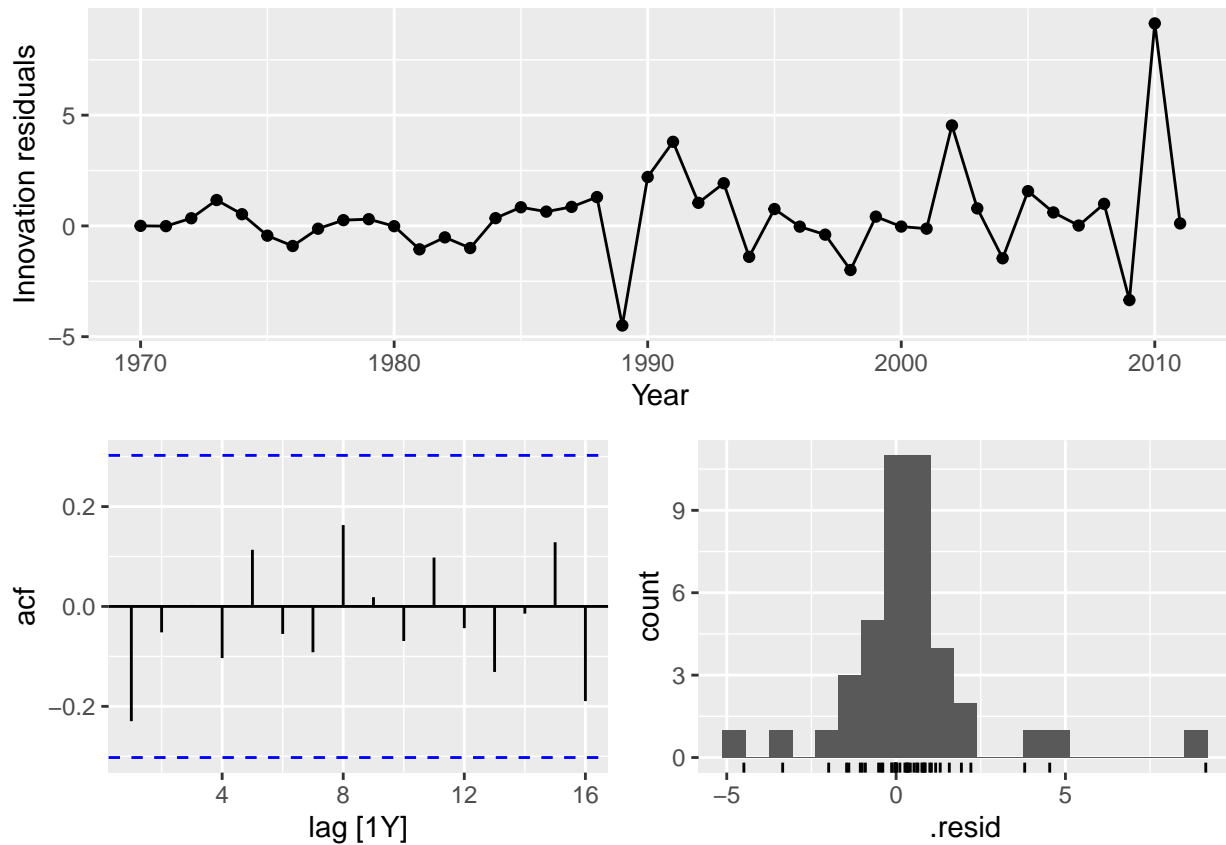 Innovation residuals
5
0
−5
1970 1980 1990 2000 2010
Year
acf
0.2
0.0
−0.2
4 8 12 16
lag [1Y]
count
9
6
3
0
−5 0 5
.resid